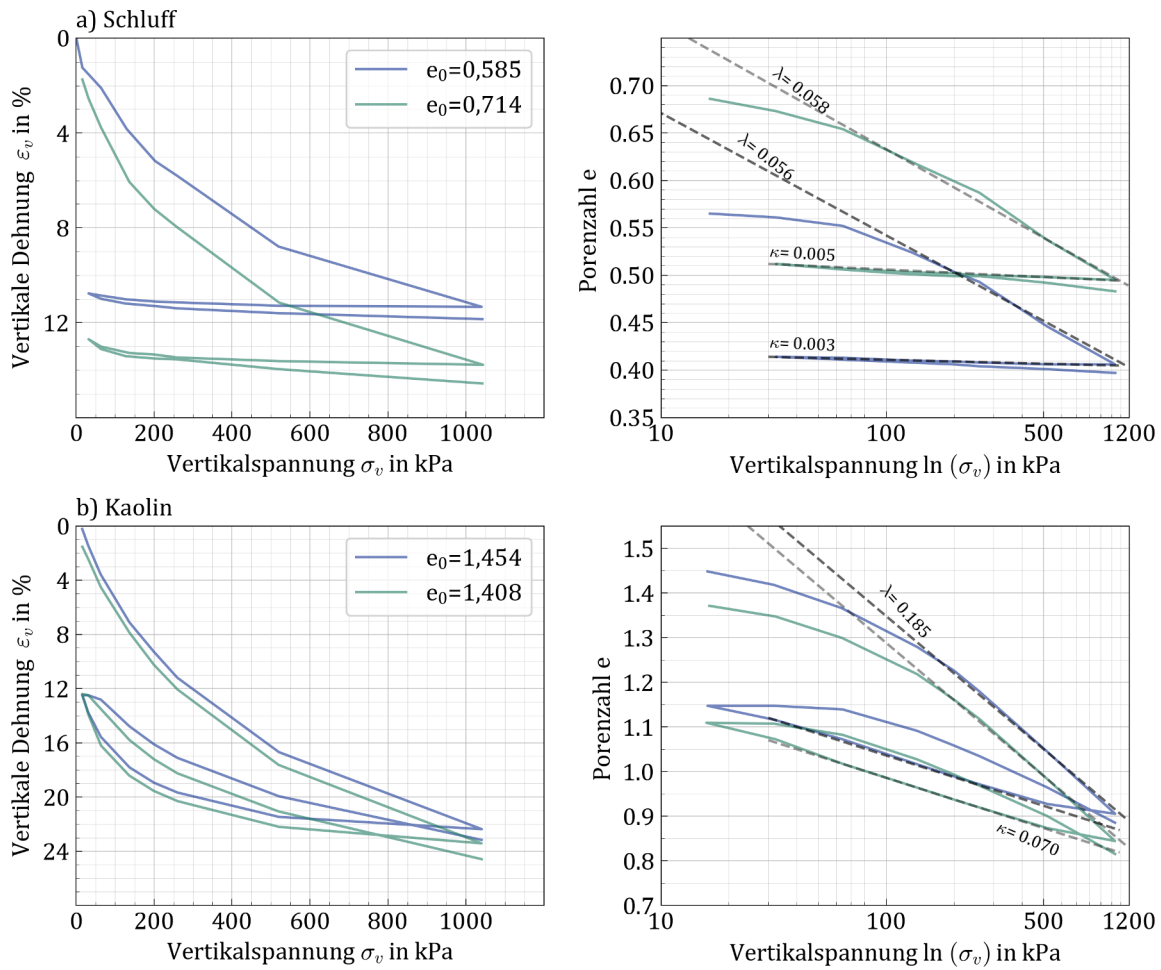 a) Schluff
0
4
8
12
Vertikale Dehnung εᵥ in %
e₀=0,585
e₀=0,714
0 200 400 600 800 1000
Vertikalspannung σᵥ in kPa
0.70
0.65
0.60
0.55
0.50
0.45
0.40
0.35
Porenzahl e
λ= 0.058
λ= 0.056
κ= 0.005
κ= 0.003
10 100 500 1200
Vertikalspannung ln (σᵥ) in kPa
b) Kaolin
0
4
8
12
16
20
24
Vertikale Dehnung εᵥ in %
e₀=1,454
e₀=1,408
0 200 400 600 800 1000
Vertikalspannung σᵥ in kPa
1.5
1.4
1.3
1.2
1.1
1.0
0.9
0.8
0.7
Porenzahl e
λ= 0.185
κ= 0.070
10 100 500 1200
Vertikalspannung ln (σᵥ) in kPa